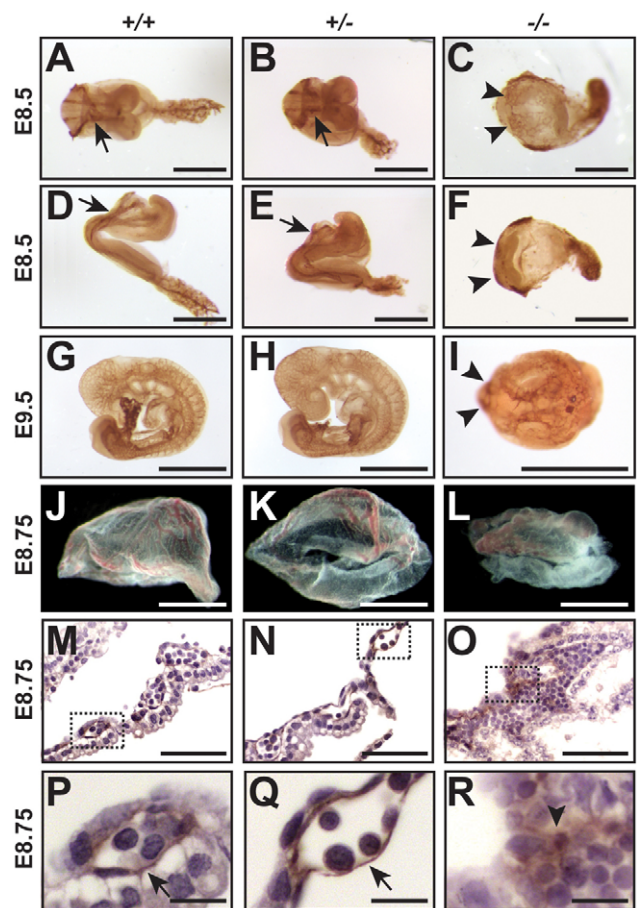 +/+ +/- -/-
E8.5 A B C
E8.5 D E F
E9.5 G H I
E8.75 J K L
E8.75 M N O
E8.75 P Q R